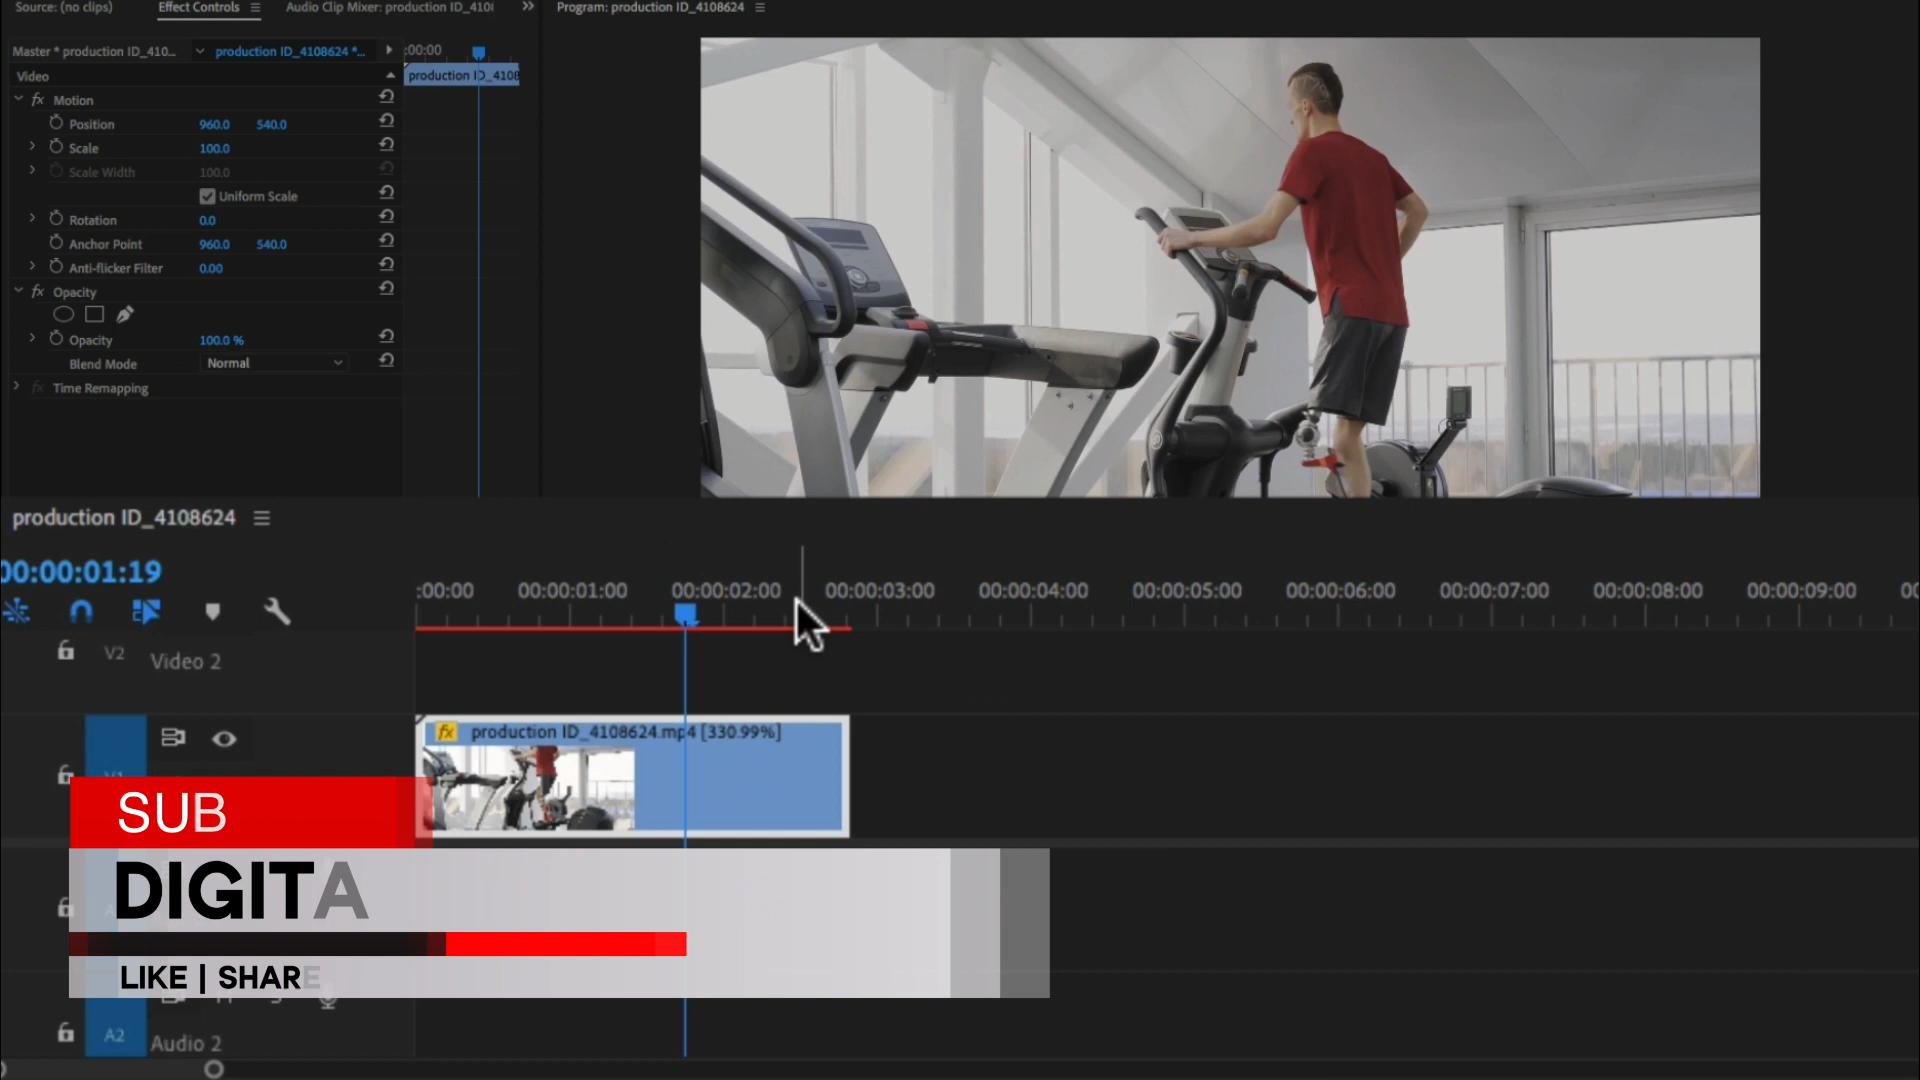 Source: (no clips)
Effect Controls
Audio Clip Mixer: production ID_410
Program: production ID_4108624
Master * production ID_410...
production ID_4108624 *...
:00:00
Video
production ID_4108
Motion
Position 960.0 540.0
Scale 100.0
Scale Width 100.0
Uniform Scale
Rotation 0.0
Anchor Point 960.0 540.0
Anti-flicker Filter 0.00
Opacity
Opacity 100.0 %
Blend Mode Normal
Time Remapping
production ID_4108624
00:00:01:19
:00:00 00:00:01:00 00:00:02:00 00:00:03:00 00:00:04:00 00:00:05:00 00:00:06:00 00:00:07:00 00:00:08:00 00:00:09:00
V2 Video 2
fx production ID_4108624.mp4 [330.99%]
SUB
DIGITA
LIKE | SHARE
A2 Audio 2